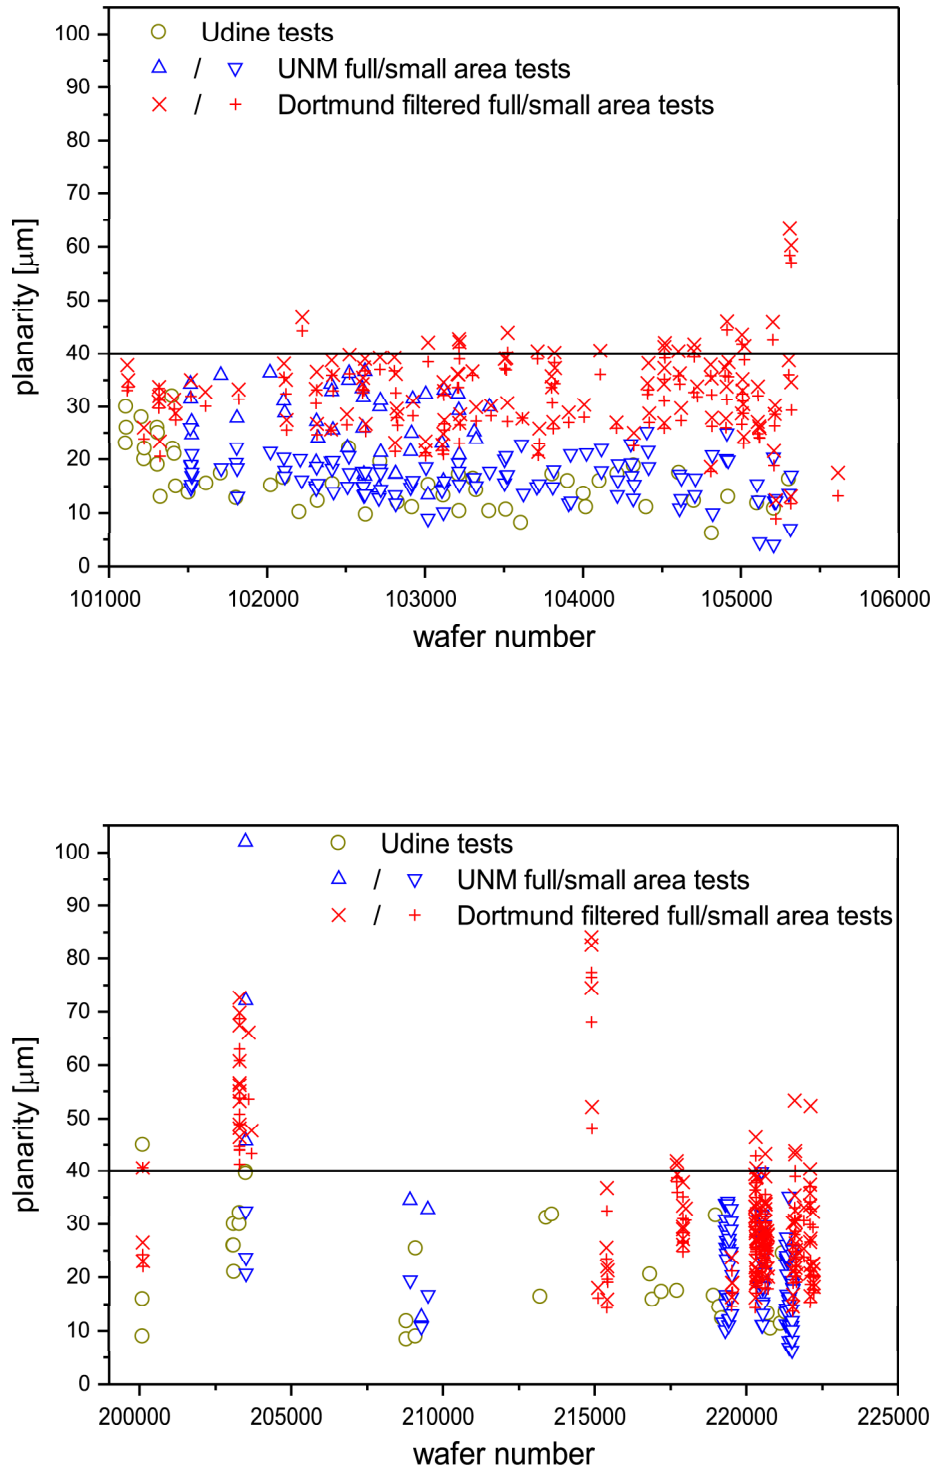 100
90
80
70
60
50
40
30
20
10
0
planarity [μm]
Udine tests
/ UNM full/small area tests
/ Dortmund filtered full/small area tests
101000 102000 103000 104000 105000 106000
wafer number
100
90
80
70
60
50
40
30
20
10
0
planarity [μm]
Udine tests
/ UNM full/small area tests
/ Dortmund filtered full/small area tests
200000 205000 210000 215000 220000 225000
wafer number